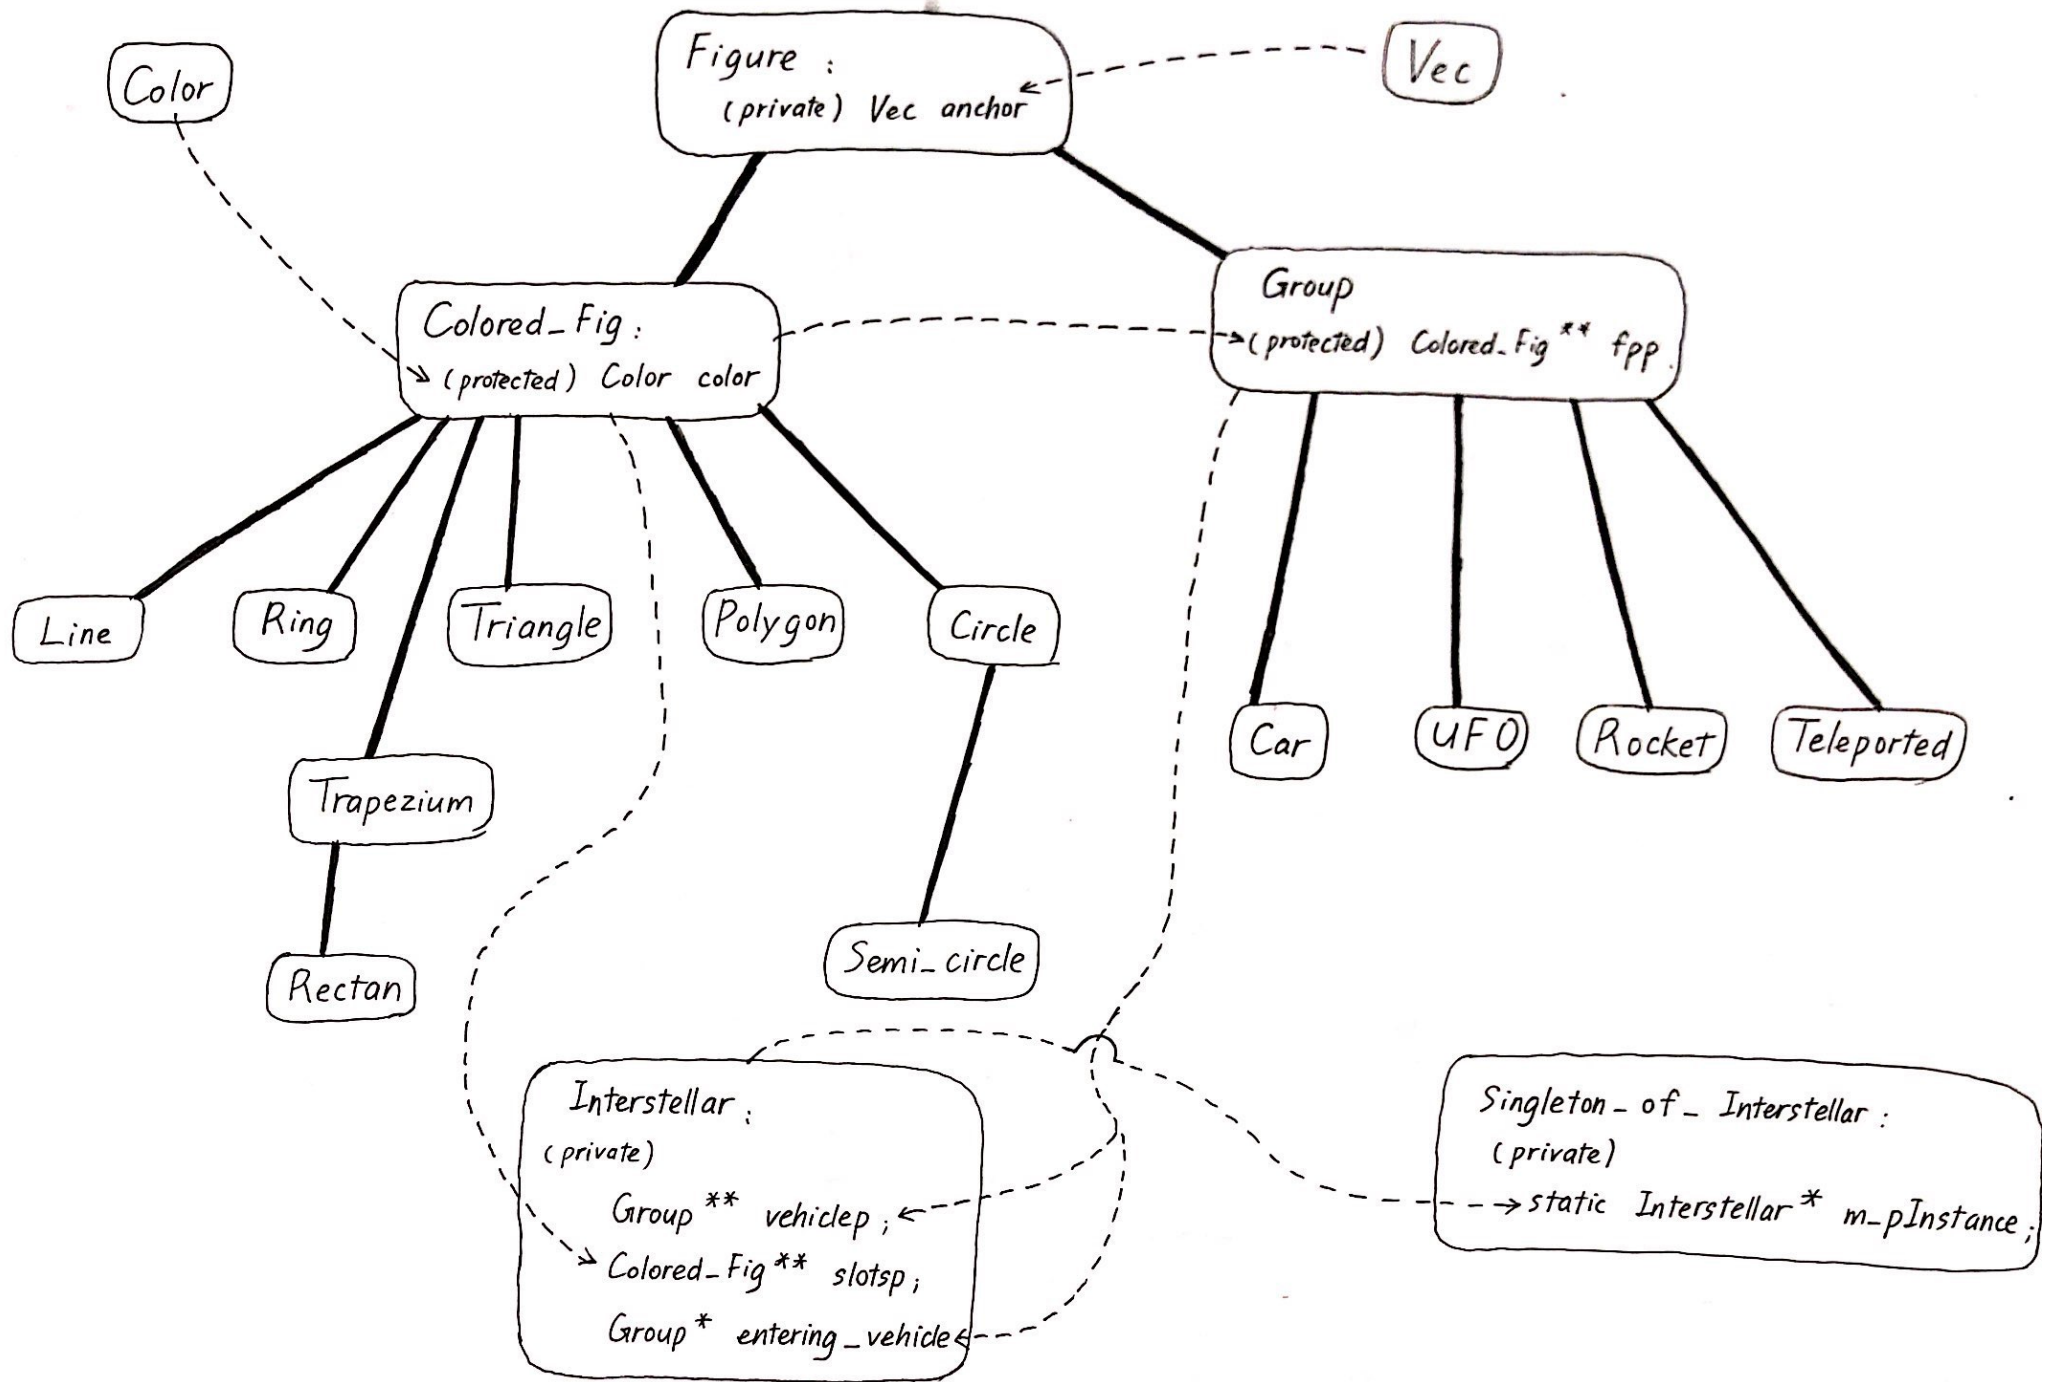 Color
Figure :
(private) Vec anchor
Vec
Colored_Fig :
(protected) Color color
Group
(protected) Colored_Fig ** fpp.
Line
Ring
Triangle
Polygon
Circle
Car
UFO
Rocket
Teleported
Trapezium
Rectan
Semi_circle
Interstellar :
(private)
Group ** vehiclep ;
Colored_Fig ** slotsp ;
Group * entering_vehicle
Singleton_of_Interstellar :
(private)
static Interstellar * m_pInstance ;